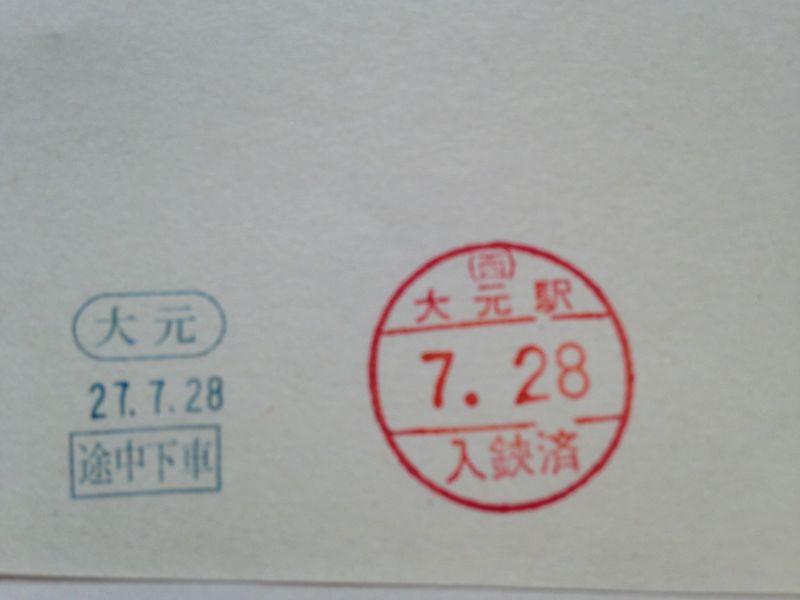 大元
27.7.28
途中下車
西
大元駅
7.28
入鋏済